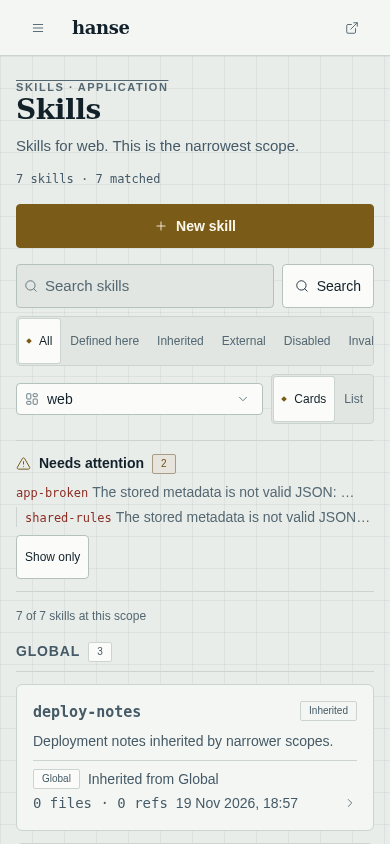 hanse
SKILLS · APPLICATION
Skills
Skills for web. This is the narrowest scope.
7 skills · 7 matched
New skill
Search skills
Search
All Defined here Inherited External Disabled Inval
web
Cards List
Needs attention 2
app-broken The stored metadata is not valid JSON: …
shared-rules The stored metadata is not valid JSON…
Show only
7 of 7 skills at this scope
GLOBAL 3
deploy-notes Inherited
Deployment notes inherited by narrower scopes.
Global Inherited from Global
0 files · 0 refs 19 Nov 2026, 18:57